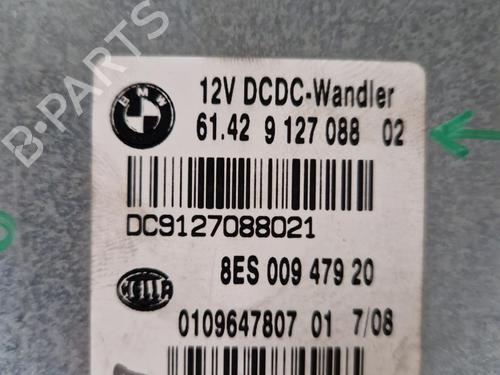 BMW
12V DCDC-Wandler
61.42 9 127 088 02
DC9127088021
8ES 009 479 20
HELLA
0109647807 01 7/08
B-PARTS